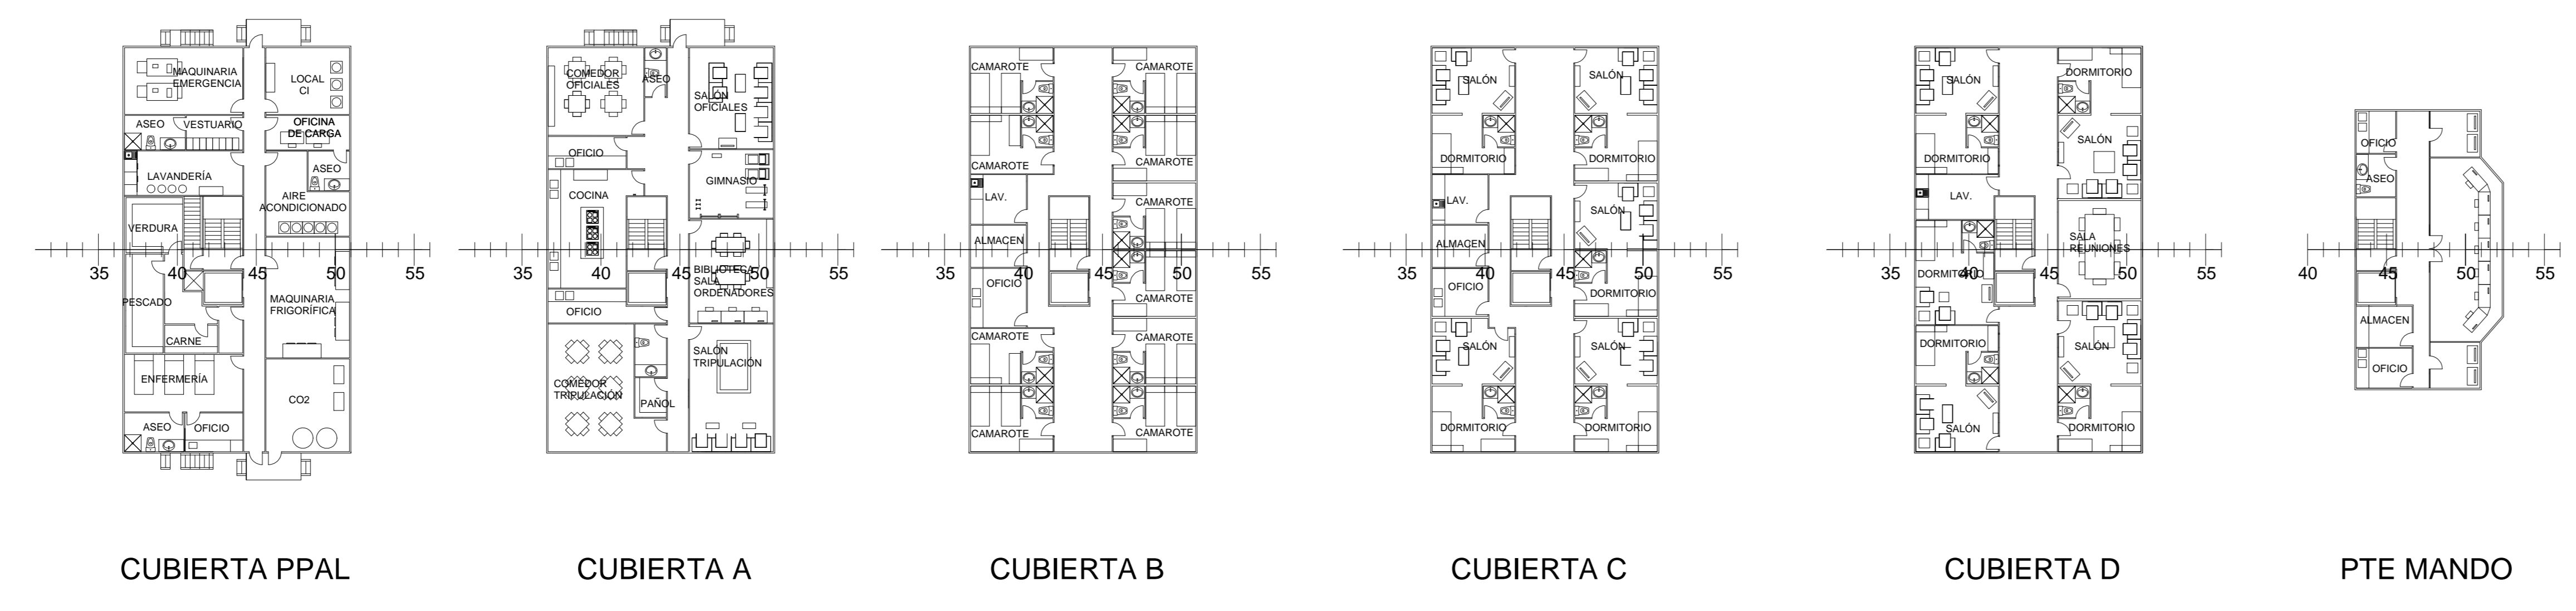 MAQUINARIA
EMERGENCIA
LOCAL
CI
ASEO
VESTUARIO
OFICINA
DE CARGA
LAVANDERÍA
ASEO
AIRE
ACONDICIONADO
VERDURA
35
40
45
50
55
PESCADO
MAQUINARIA
FRIGORÍFICA
CARNE
ENFERMERÍA
CO2
ASEO
OFICIO
CUBIERTA PPAL
COMEDOR
OFICIALES
ASEO
SALÓN
OFICIALES
OFICIO
COCINA
GIMNASIO
35
40
45
50
55
BIBLIOTECA
SALA
ORDENADORES
OFICIO
SALÓN
TRIPULACIÓN
COMEDOR
TRIPULACIÓN
PAÑOL
CUBIERTA A
CAMAROTE
CAMAROTE
CAMAROTE
CAMAROTE
LAV.
CAMAROTE
ALMACEN
35
40
45
50
55
OFICIO
CAMAROTE
CAMAROTE
CAMAROTE
CAMAROTE
CAMAROTE
CUBIERTA B
SALÓN
SALÓN
DORMITORIO
DORMITORIO
LAV.
SALÓN
ALMACEN
35
40
45
50
55
OFICIO
DORMITORIO
SALÓN
SALÓN
DORMITORIO
DORMITORIO
CUBIERTA C
SALÓN
DORMITORIO
SALÓN
DORMITORIO
LAV.
SALA
REUNIONES
35
40
45
50
55
DORMITORIO
DORMITORIO
SALÓN
SALÓN
DORMITORIO
CUBIERTA D
OFICIO
ASEO
40
45
50
55
ALMACEN
OFICIO
PTE MANDO